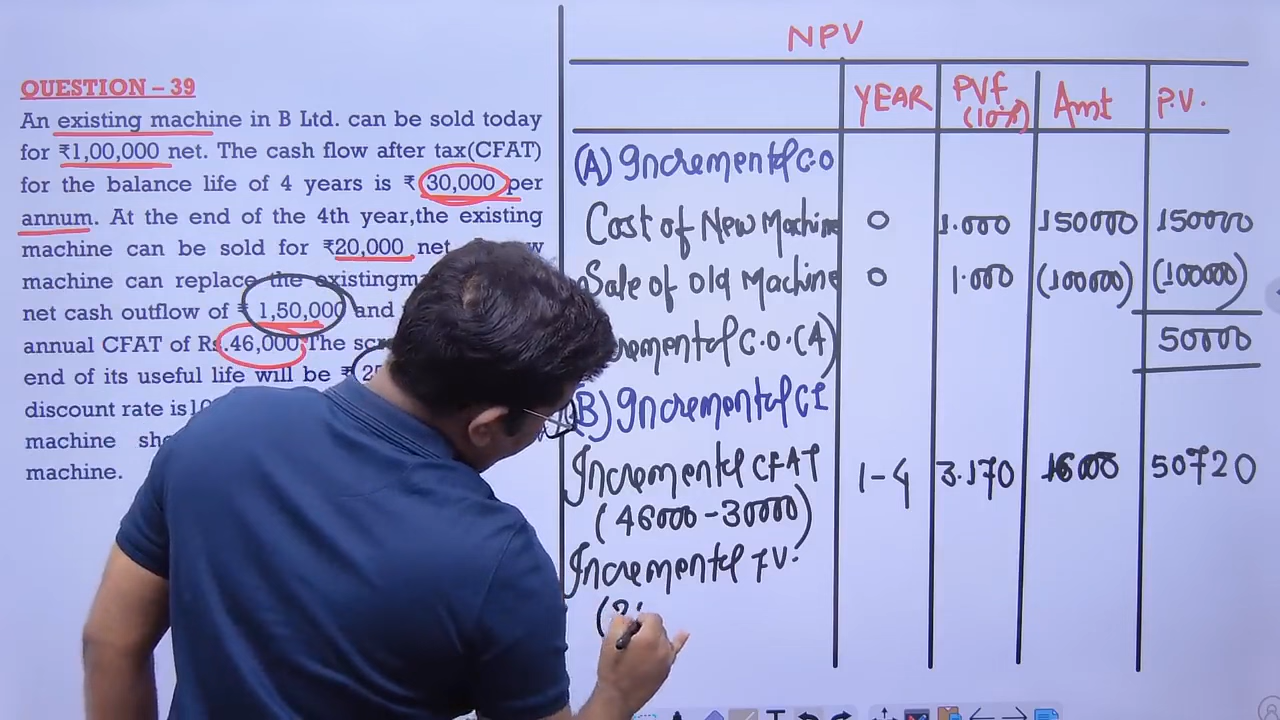 QUESTION – 39
An existing machine in B Ltd. can be sold today
for ₹1,00,000 net. The cash flow after tax(CFAT)
for the balance life of 4 years is ₹ 30,000 per
annum. At the end of the 4th year,the existing
machine can be sold for ₹20,000 net.
machine can replace the existingm
net cash outflow of ₹ 1,50,000 and
annual CFAT of Rs.46,000.The
end of its useful life will be ₹
discount rate is
machine
machine.
NPV
YEAR PVf (10%) Amt P.V.
(A) Incremental C.O
Cost of New Machine 0 1.000 150000 150000
Sale of Old Machine 0 1.000 (100000) (100000)
C.O.(A) 50000
(B) Incremental CI
Incremental CFAT 1-4 3.170 16000 50720
(46000-30000)
Incremental